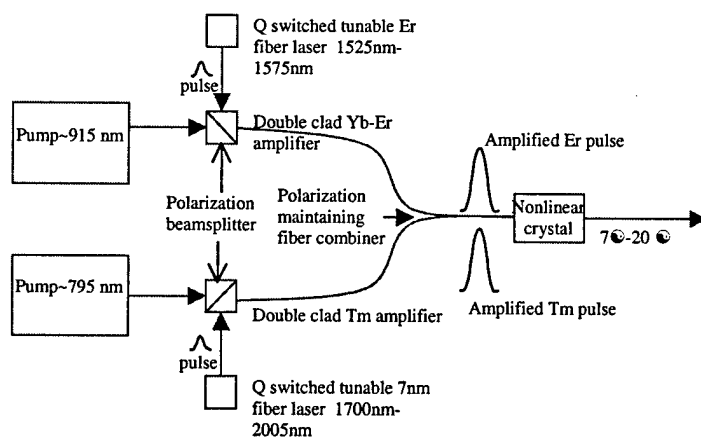 Q switched tunable Er
fiber laser 1525nm-
1575nm
pulse
Pump~915 nm
Double clad Yb-Er
amplifier
Amplified Er pulse
Polarization
beamsplitter
Polarization
maintaining
fiber combiner
Nonlinear
crystal
7☯-20 ☯
Pump~795 nm
Double clad Tm amplifier
Amplified Tm pulse
pulse
Q switched tunable 7nm
fiber laser 1700nm-
2005nm